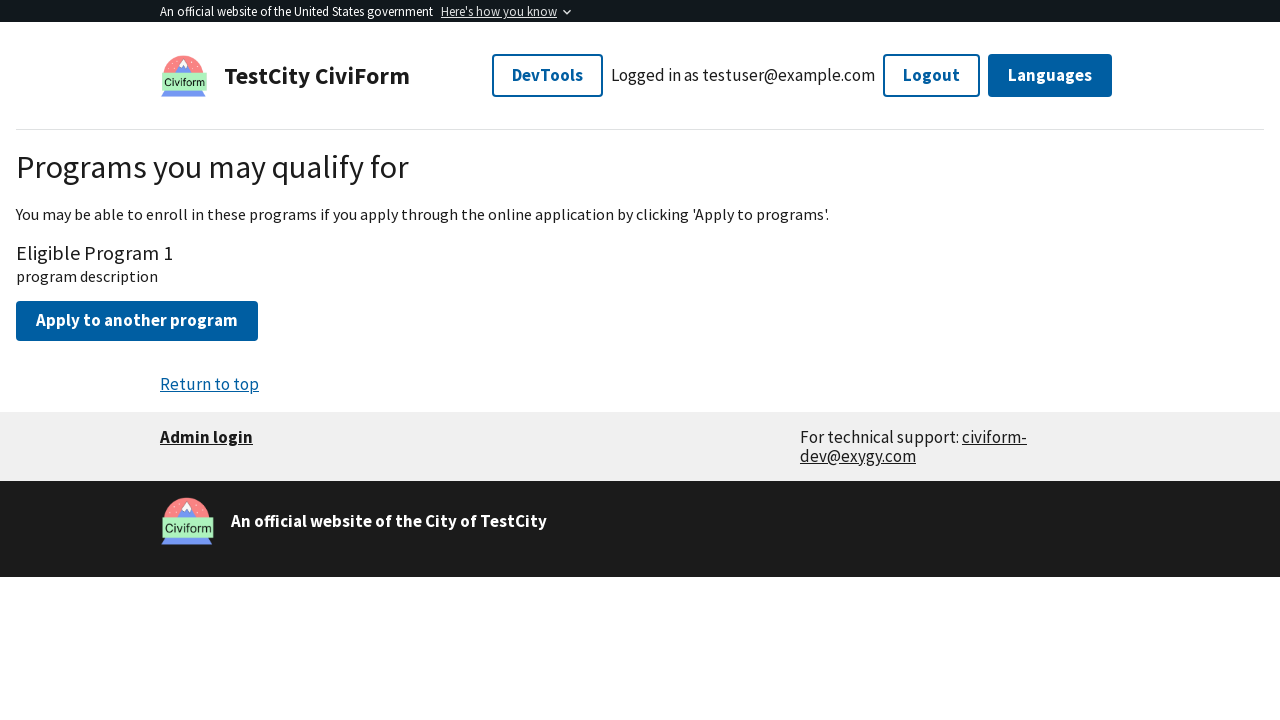 An official website of the United States government Here's how you know
Civiform
TestCity CiviForm
DevTools
Logged in as testuser@example.com
Logout
Languages
Programs you may qualify for
You may be able to enroll in these programs if you apply through the online application by clicking 'Apply to programs'.
Eligible Program 1
program description
Apply to another program
Return to top
Admin login
For technical support: civiform-
dev@exygy.com
Civiform
An official website of the City of TestCity